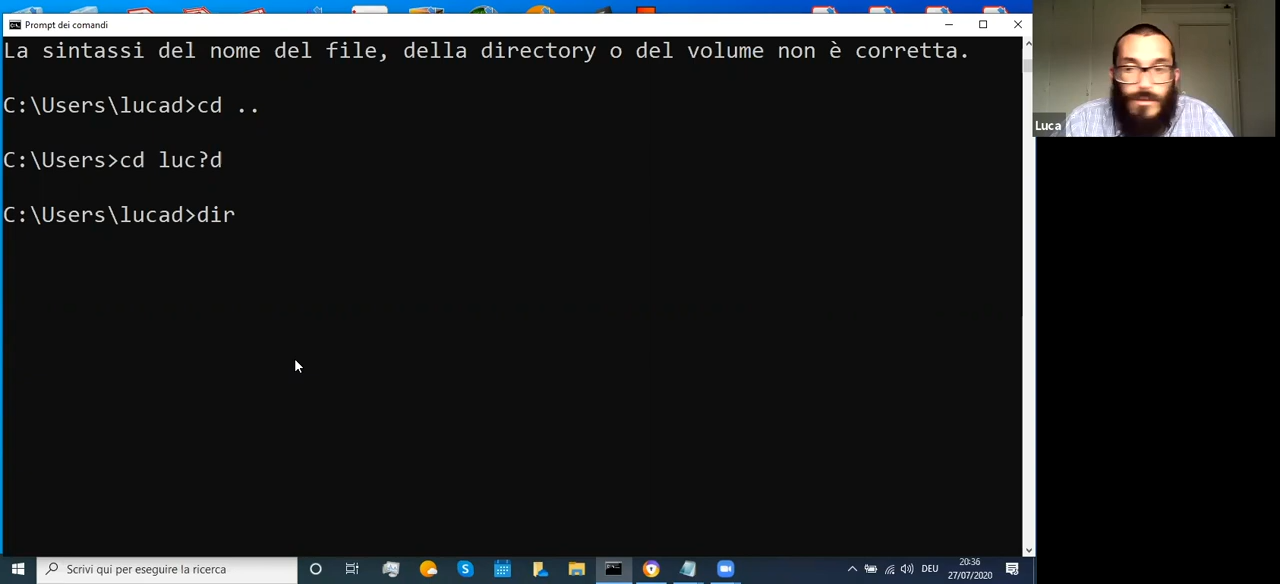 Prompt dei comandi
La sintassi del nome del file, della directory o del volume non è corretta.
C:\Users\lucad>cd ..
C:\Users>cd luc?d
C:\Users\lucad>dir
Luca
Scrivi qui per eseguire la ricerca
DEU
20:36
27/07/2020